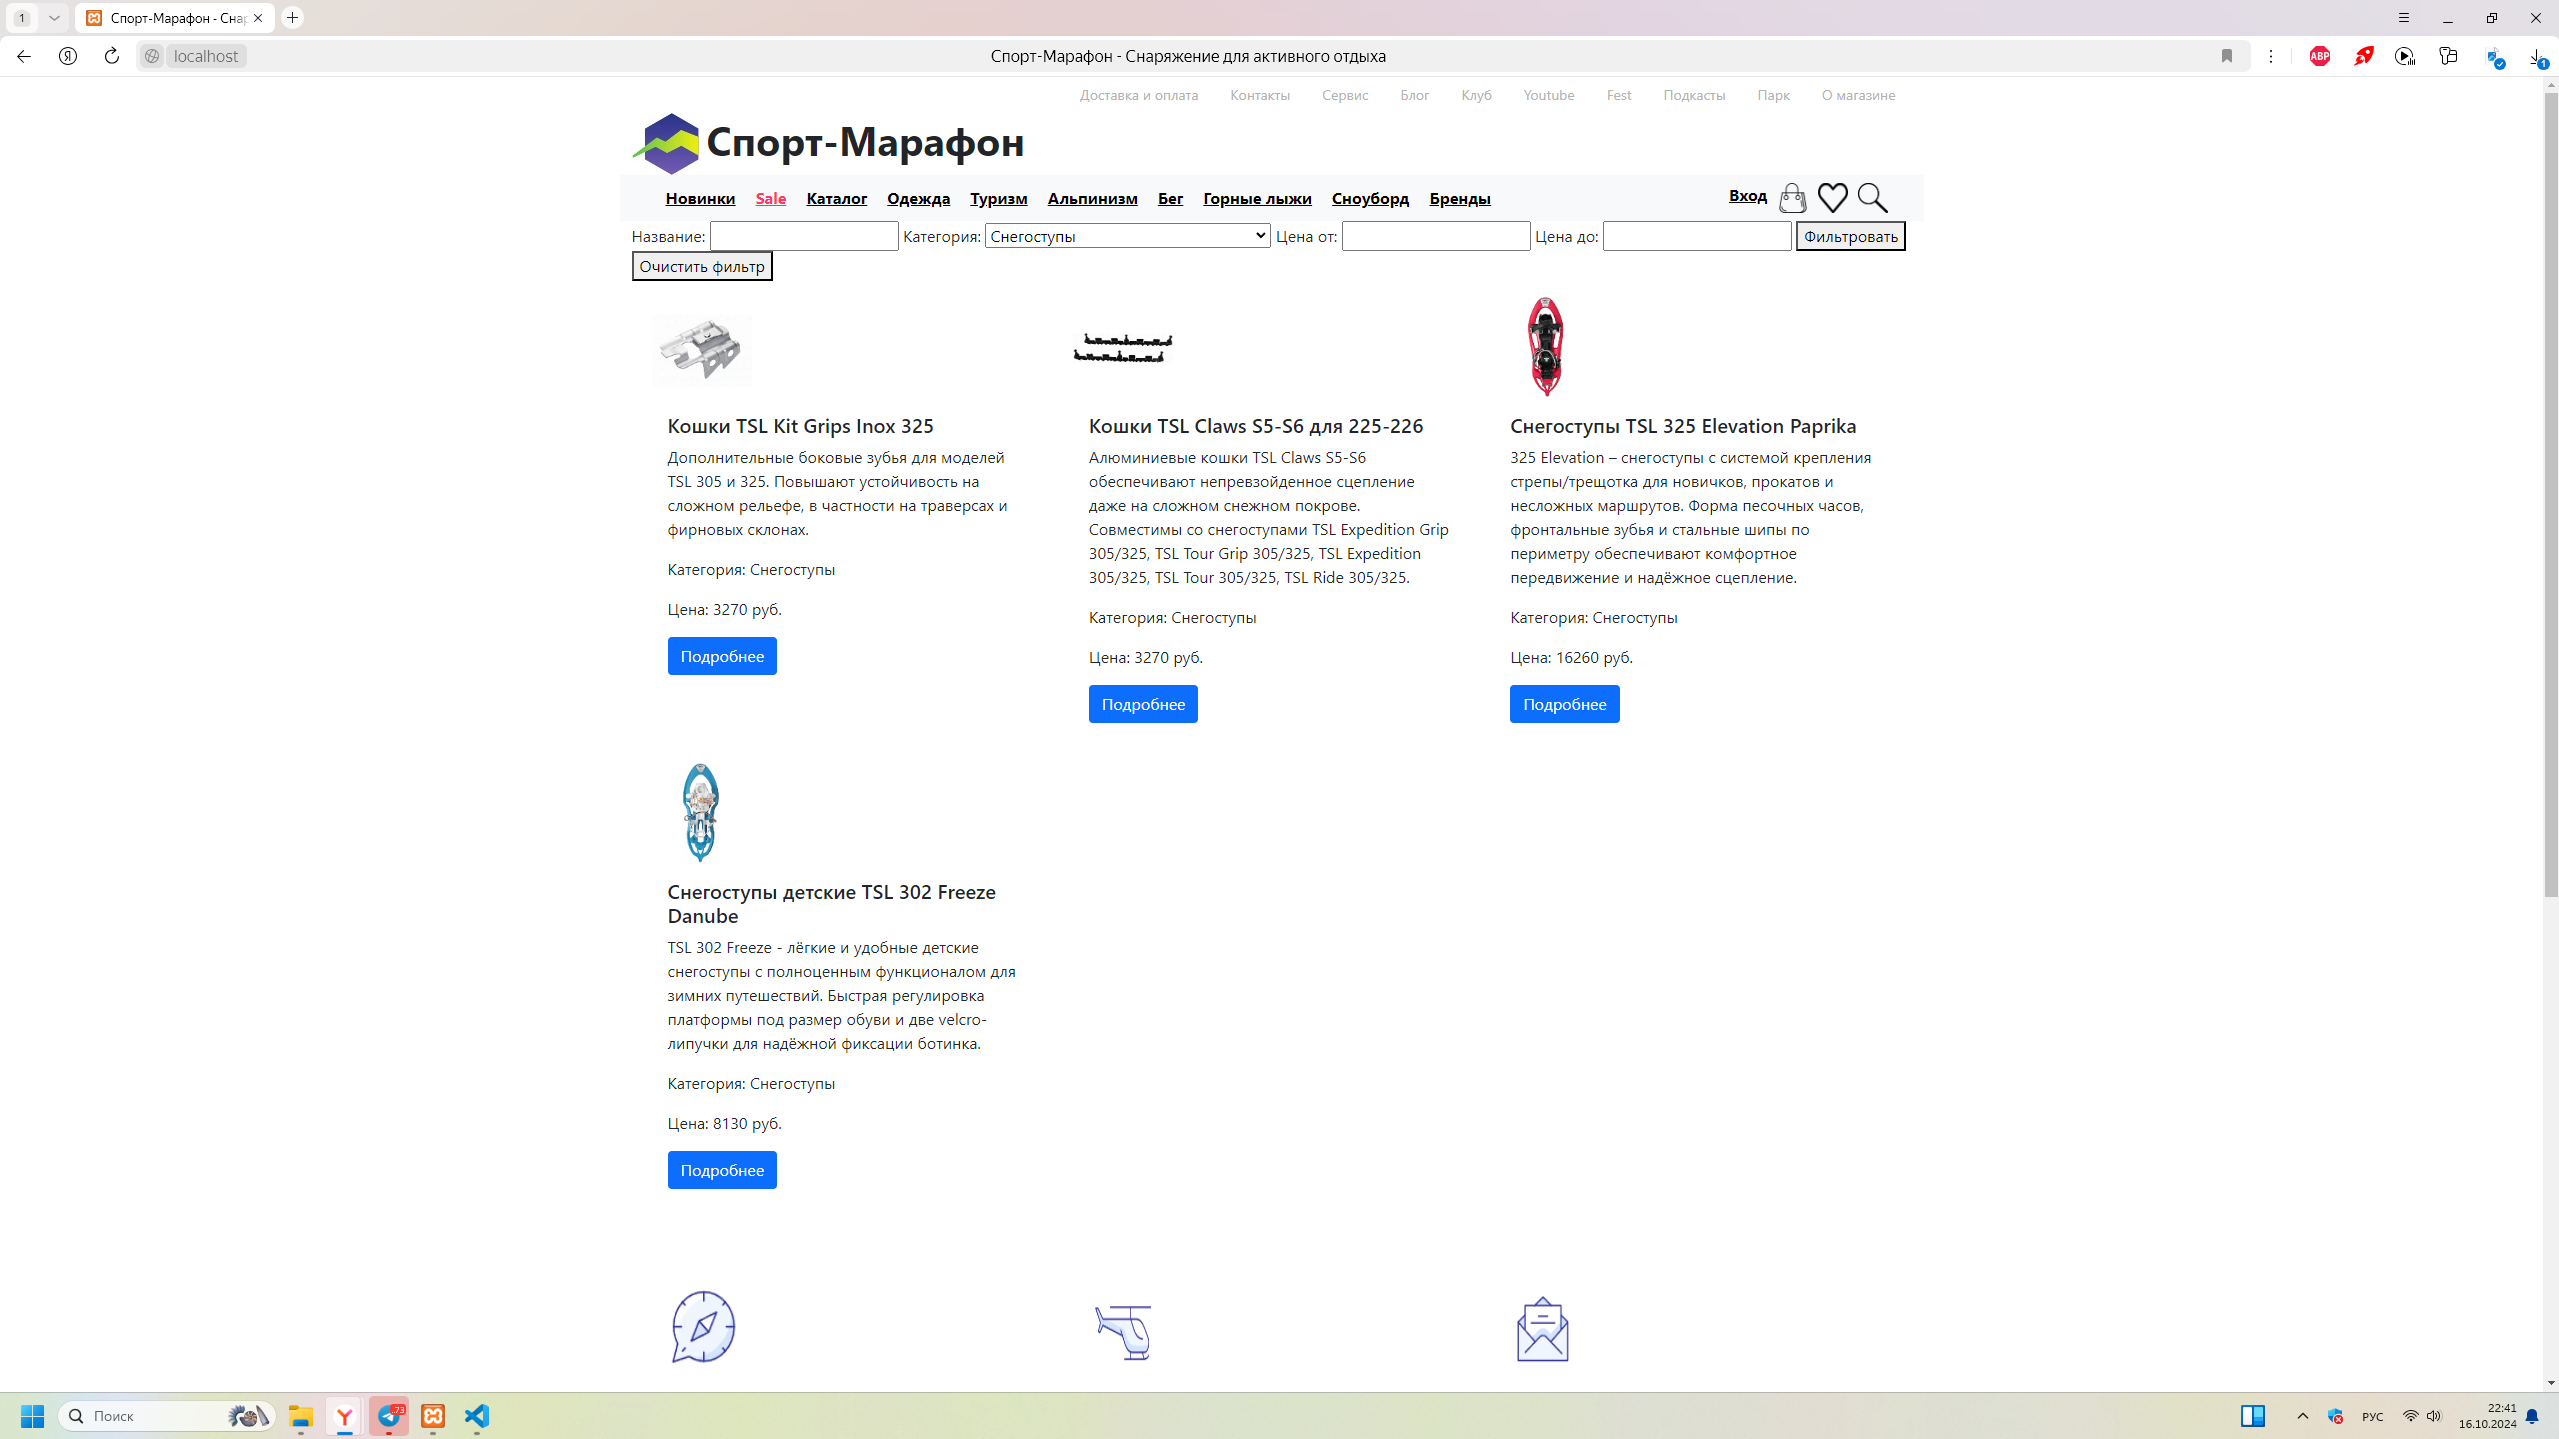 1
Спорт-Марафон - Снар
localhost
Спорт-Марафон - Снаряжение для активного отдыха
ABP
1
Доставка и оплата Контакты Сервис Блог Клуб Youtube Fest Подкасты Парк О магазине
Спорт-Марафон
Новинки Sale Каталог Одежда Туризм Альпинизм Бег Горные лыжи Сноуборд Бренды Вход
Название: Категория: Снегоступы Цена от: Цена до: Фильтровать
Очистить фильтр
Кошки TSL Kit Grips Inox 325
Дополнительные боковые зубья для моделей
TSL 305 и 325. Повышают устойчивость на
сложном рельефе, в частности на траверсах и
фирновых склонах.
Категория: Снегоступы
Цена: 3270 руб.
Подробнее
Кошки TSL Claws S5-S6 для 225-226
Алюминиевые кошки TSL Claws S5-S6
обеспечивают непревзойденное сцепление
даже на сложном снежном покрове.
Совместимы со снегоступами TSL Expedition Grip
305/325, TSL Tour Grip 305/325, TSL Expedition
305/325, TSL Tour 305/325, TSL Ride 305/325.
Категория: Снегоступы
Цена: 3270 руб.
Подробнее
Снегоступы TSL 325 Elevation Paprika
325 Elevation – снегоступы с системой крепления
стрепы/трещотка для новичков, прокатов и
несложных маршрутов. Форма песочных часов,
фронтальные зубья и стальные шипы по
периметру обеспечивают комфортное
передвижение и надёжное сцепление.
Категория: Снегоступы
Цена: 16260 руб.
Подробнее
Снегоступы детские TSL 302 Freeze
Danube
TSL 302 Freeze - лёгкие и удобные детские
снегоступы с полноценным функционалом для
зимних путешествий. Быстрая регулировка
платформы под размер обуви и две velcro-
липучки для надёжной фиксации ботинка.
Категория: Снегоступы
Цена: 8130 руб.
Подробнее
Поиск
..73
РУС
22:41
16.10.2024